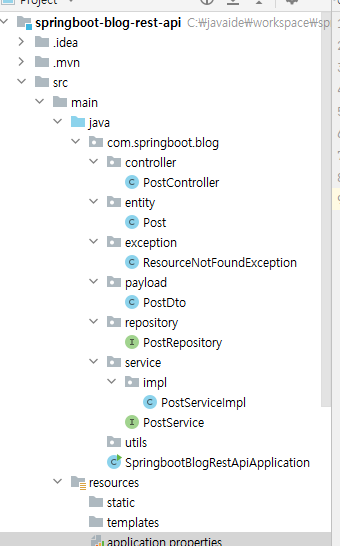 Project
springboot-blog-rest-api C:₩javaide₩workspace₩sp
.idea
.mvn
src
main
java
com.springboot.blog
controller
PostController
entity
Post
exception
ResourceNotFoundException
payload
PostDto
repository
PostRepository
service
impl
PostServiceImpl
PostService
utils
SpringbootBlogRestApiApplication
resources
static
templates
application.properties